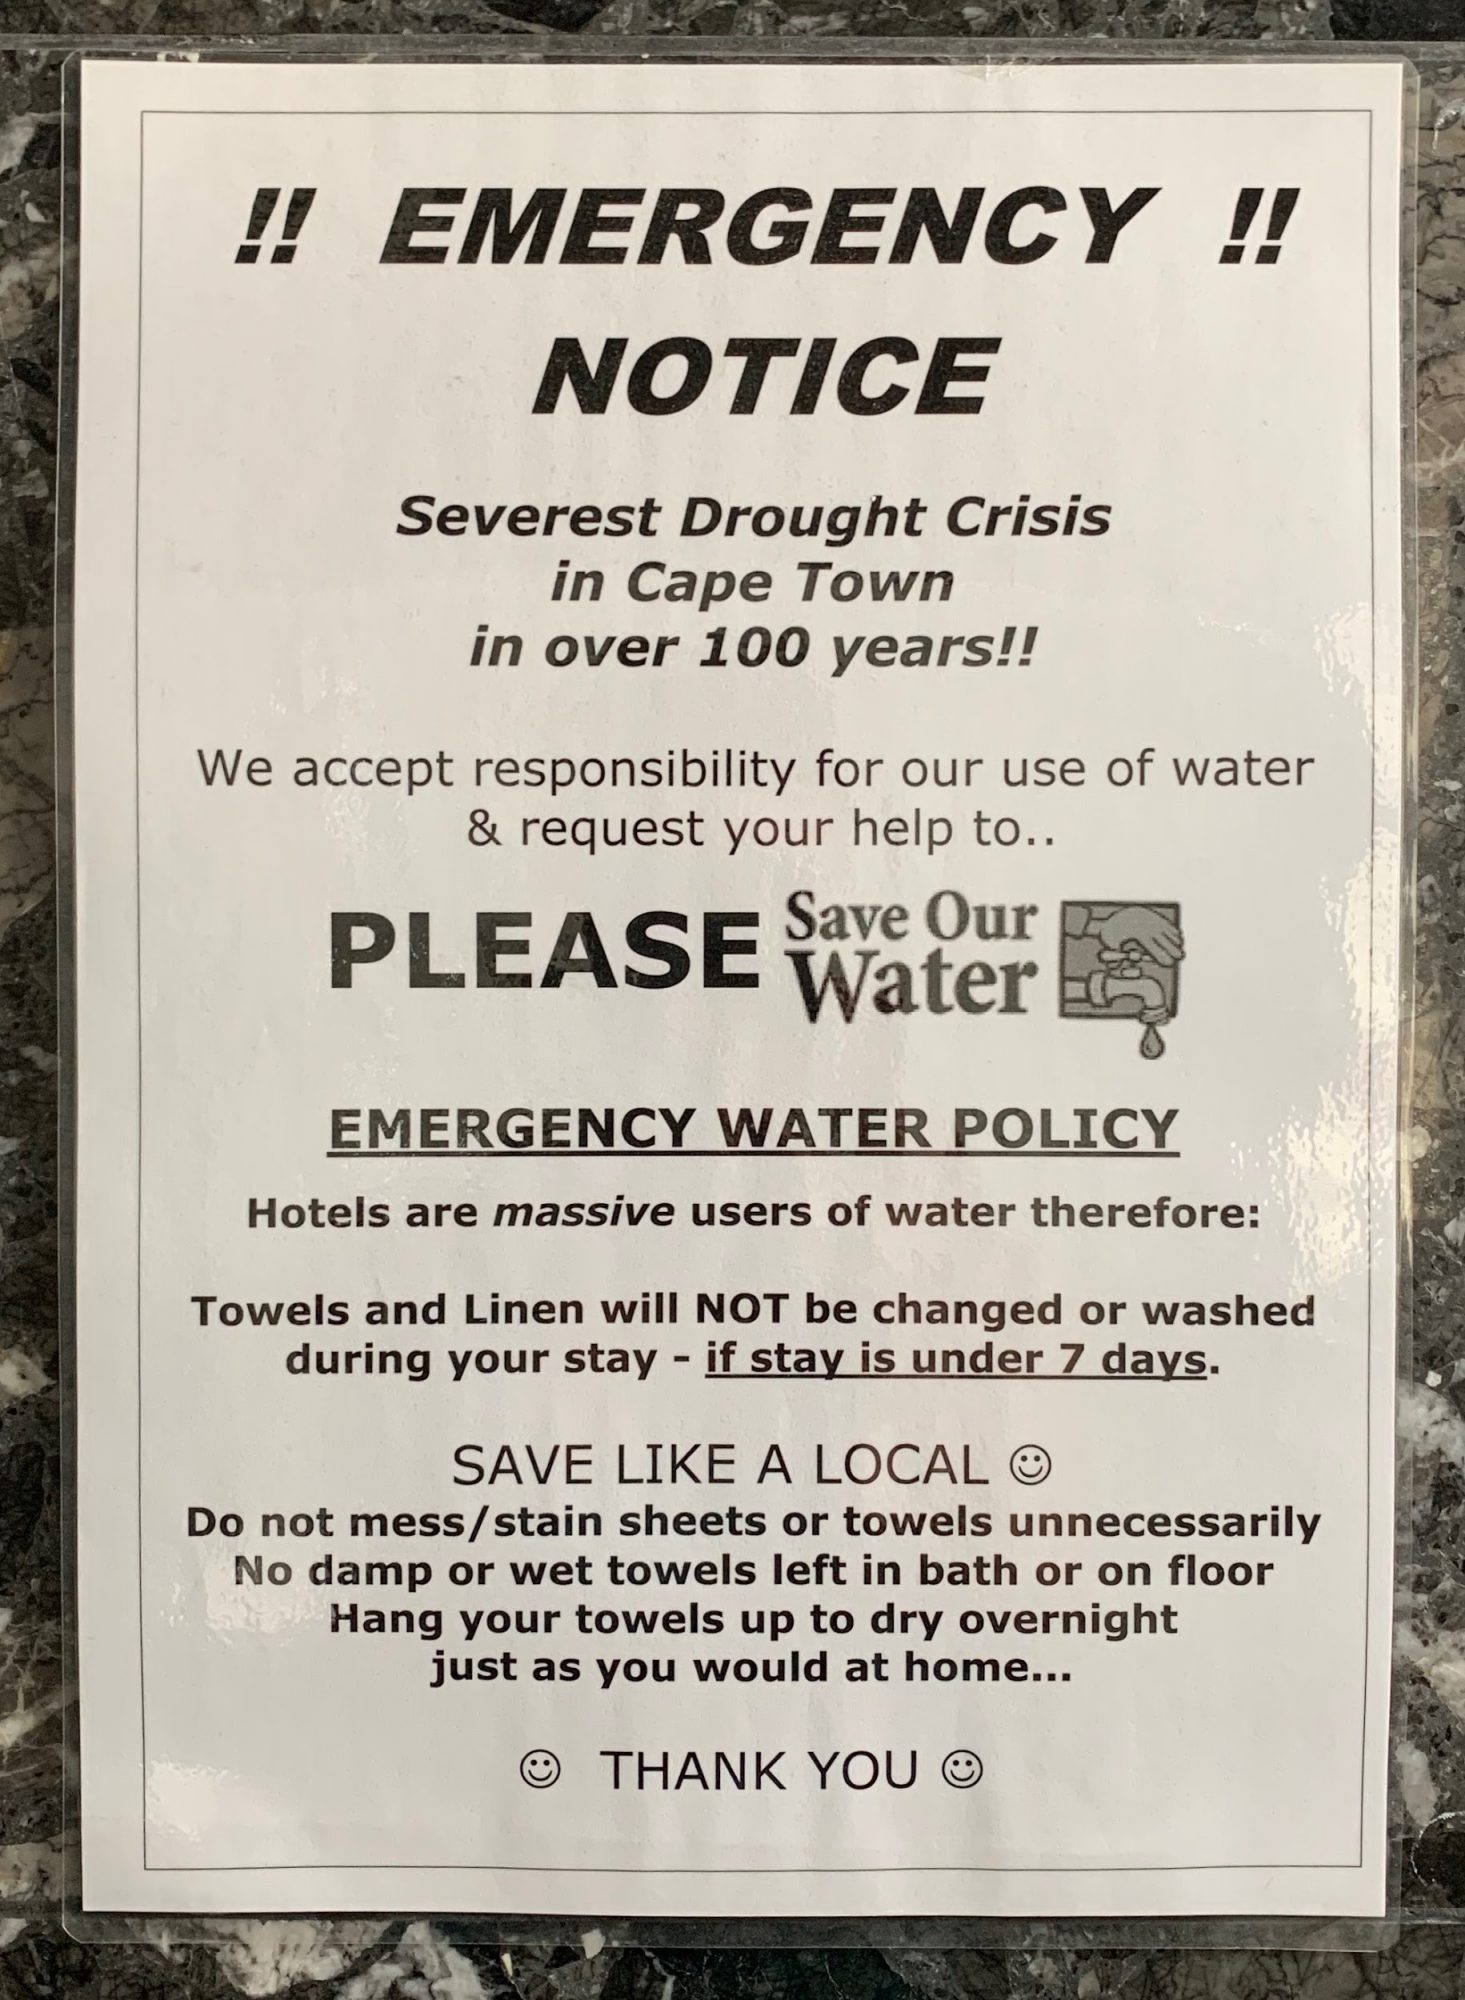 !! EMERGENCY !!
NOTICE
Severest Drought Crisis
in Cape Town
in over 100 years!!
We accept responsibility for our use of water
& request your help to..
PLEASE Save Our
Water
EMERGENCY WATER POLICY
Hotels are massive users of water therefore:
Towels and Linen will NOT be changed or washed
during your stay - if stay is under 7 days.
SAVE LIKE A LOCAL ☺
Do not mess/stain sheets or towels unnecessarily
No damp or wet towels left in bath or on floor
Hang your towels up to dry overnight
just as you would at home...
☺ THANK YOU ☺